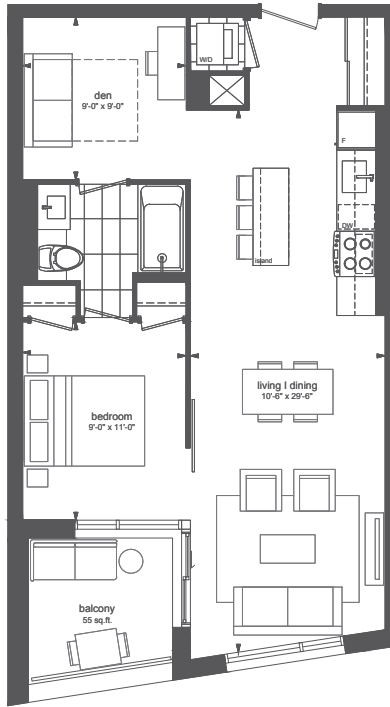 den
9'-0" x 9'-0"
W/D
F
DW
island
living I dining
10'-6" x 29'-6"
bedroom
9'-0" x 11'-0"
balcony
55 sq.ft.